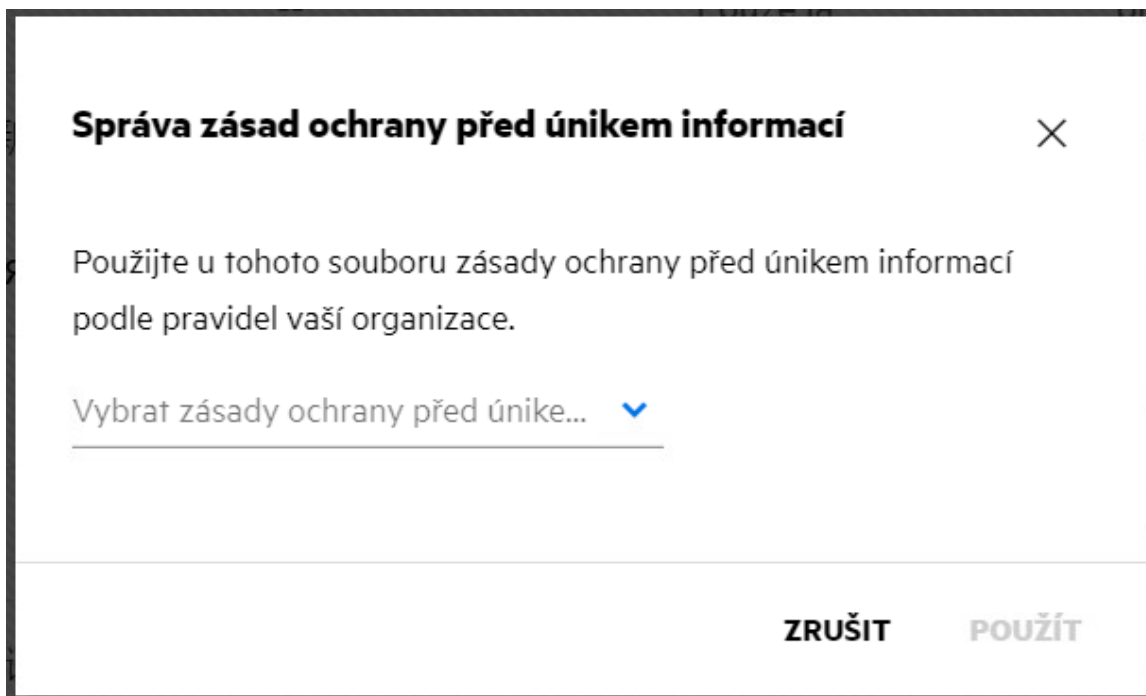 Správa zásad ochrany před únikem informací
Použijte u tohoto souboru zásady ochrany před únikem informací
podle pravidel vaší organizace.
Vybrat zásady ochrany před únike...
ZRUŠIT POUŽÍT